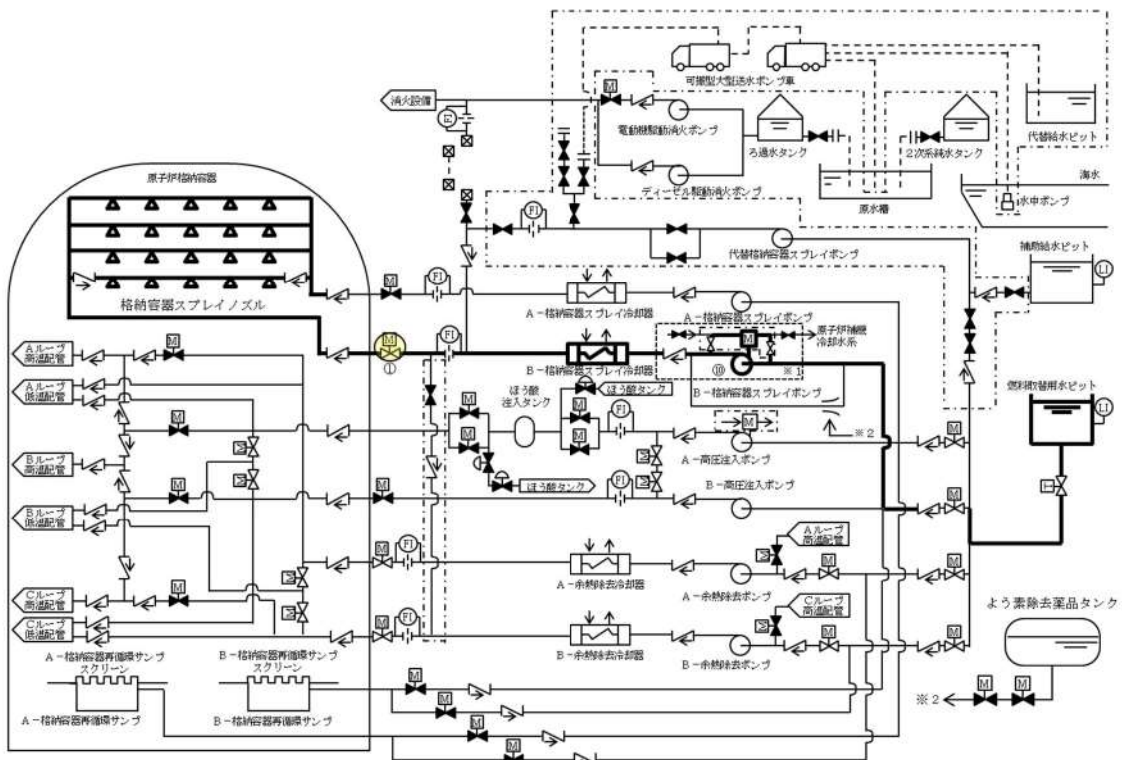 可搬型大型送水ポンプ車
消火設備
M
FI
電動機駆動消火ポンプ
ろ過水タンク
2次系純水タンク
代替給水ピット
原子炉格納容器
ディーゼル駆動消火ポンプ
原水槽
海水
水中ポンプ
FI
代替格納容器スプレイポンプ
補助給水ピット
LI
M
FI
格納容器スプレイノズル
A-格納容器スプレイ冷却器
A-格納容器スプレイポンプ
原子炉補機
冷却水系
M
FI
M
①
⑩
※1
B-格納容器スプレイ冷却器
B-格納容器スプレイポンプ
燃料取替用水ピット
LI
Aループ
高温配管
M
Aループ
低温配管
ほう酸
注入タンク
ほう酸タンク
FI
M
※2
M
M
M
M
A-高圧注入ポンプ
M
Bループ
高温配管
M
M
M
M
ほう酸タンク
FI
B-高圧注入ポンプ
M
Bループ
低温配管
M
M
M
M
FI
Aループ
高温配管
M
M
M
A-余熱除去冷却器
A-余熱除去ポンプ
Cループ
高温配管
M
M
M
FI
Cループ
高温配管
M
M
M
よう素除去薬品タンク
Cループ
低温配管
B-余熱除去冷却器
B-余熱除去ポンプ
A-格納容器再循環サンプ
スクリーン
B-格納容器再循環サンプ
スクリーン
M
M
M
※2
A-格納容器再循環サンプ
B-格納容器再循環サンプ
M
M
M